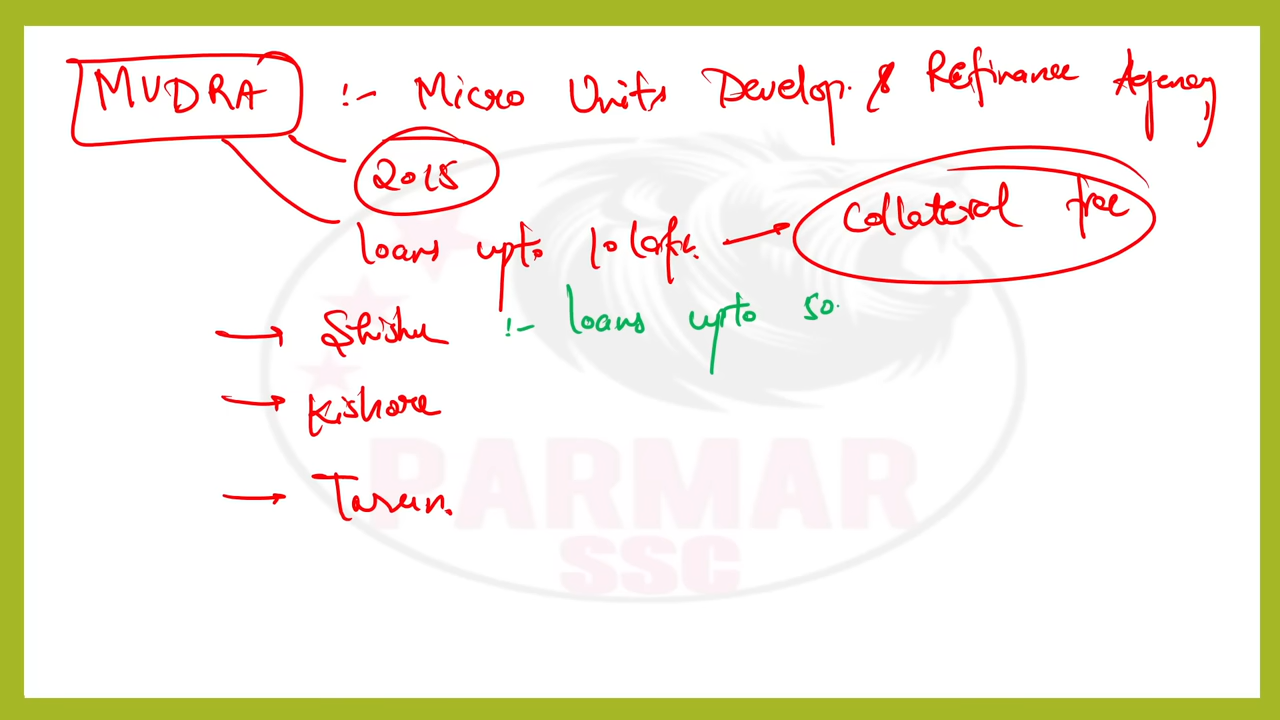 MUDRA :- Micro Units Develop. & Refinance Agency
2015
loans upto 10 lakh. → Collateral free
→ Shishu :- loans upto 50
→ Kishore
→ Tarun.
PARMAR
SSC